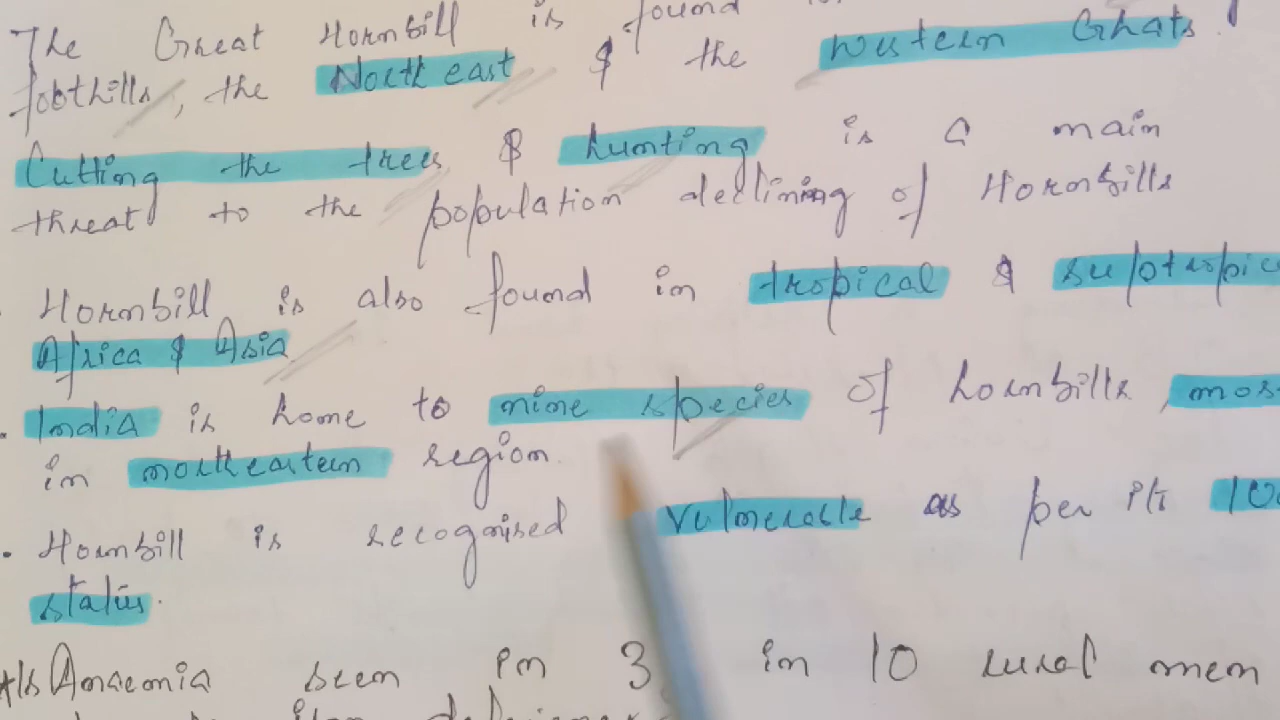 The Great Hornbill is found
foothills, the North east & the western Ghats.
Cutting the trees & hunting is a main
threat to the population declining of Hornbills
Hornbill is also found in tropical & suptropic
Africa & Asia
. India is home to nine species of hornbills, mos
in northeastern region
. Hornbill is recognised vulnerable as per it's
status.
Anaemia seen in 3 in 10 rural men